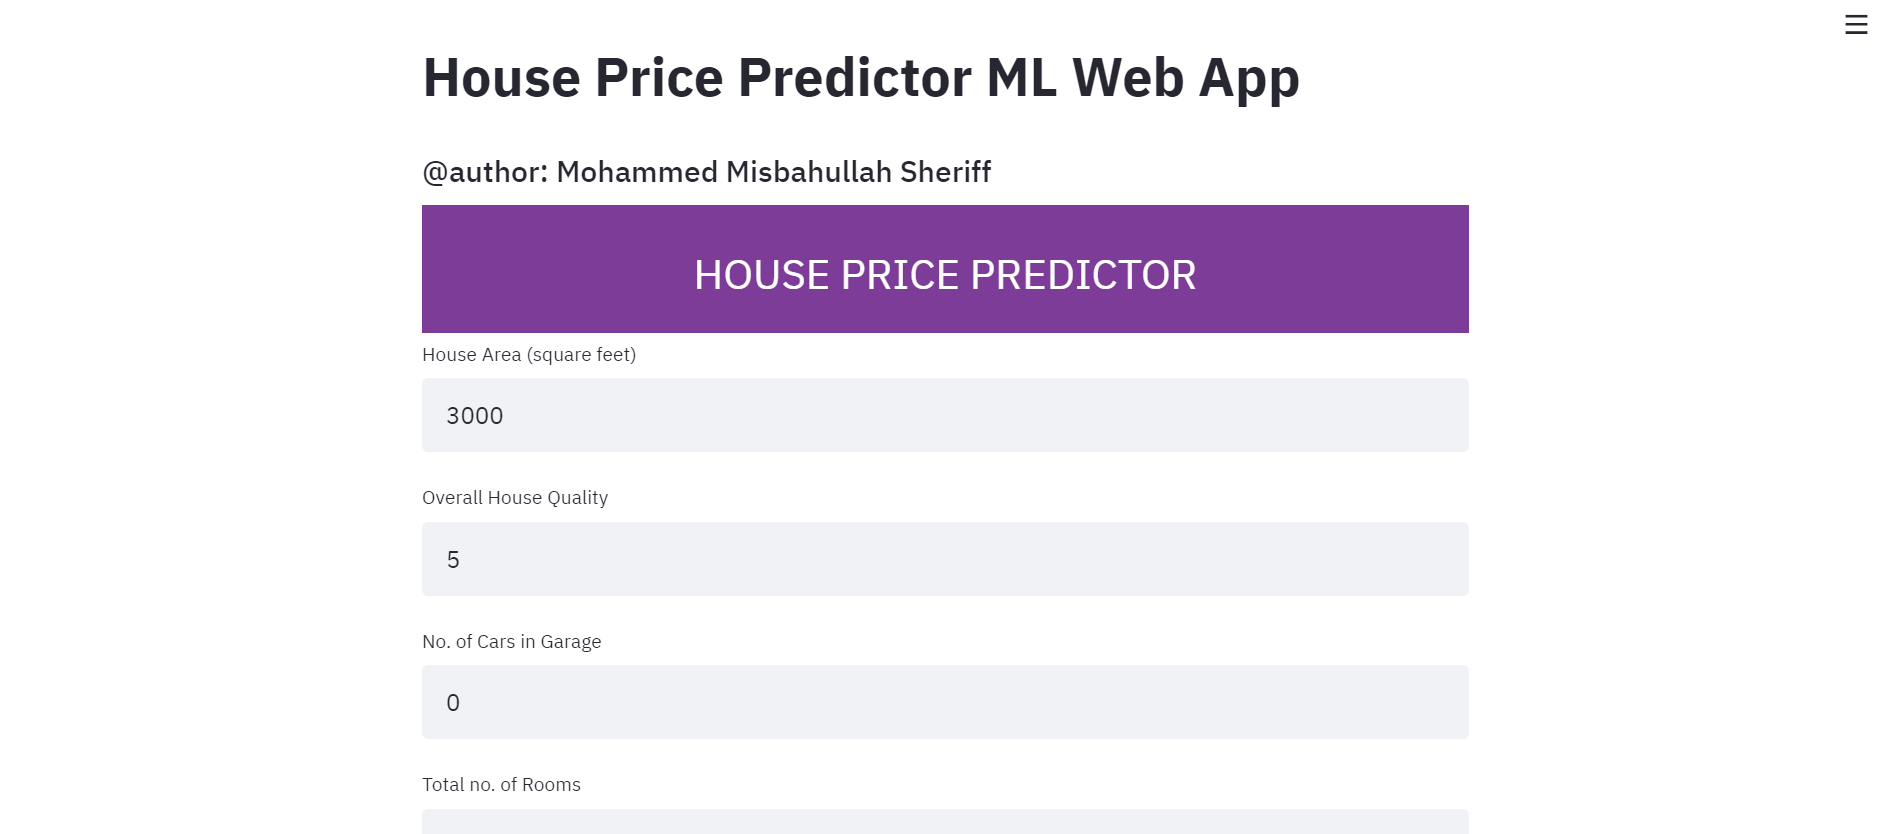 House Price Predictor ML Web App
@author: Mohammed Misbahullah Sheriff
HOUSE PRICE PREDICTOR
House Area (square feet)
3000
Overall House Quality
5
No. of Cars in Garage
0
Total no. of Rooms